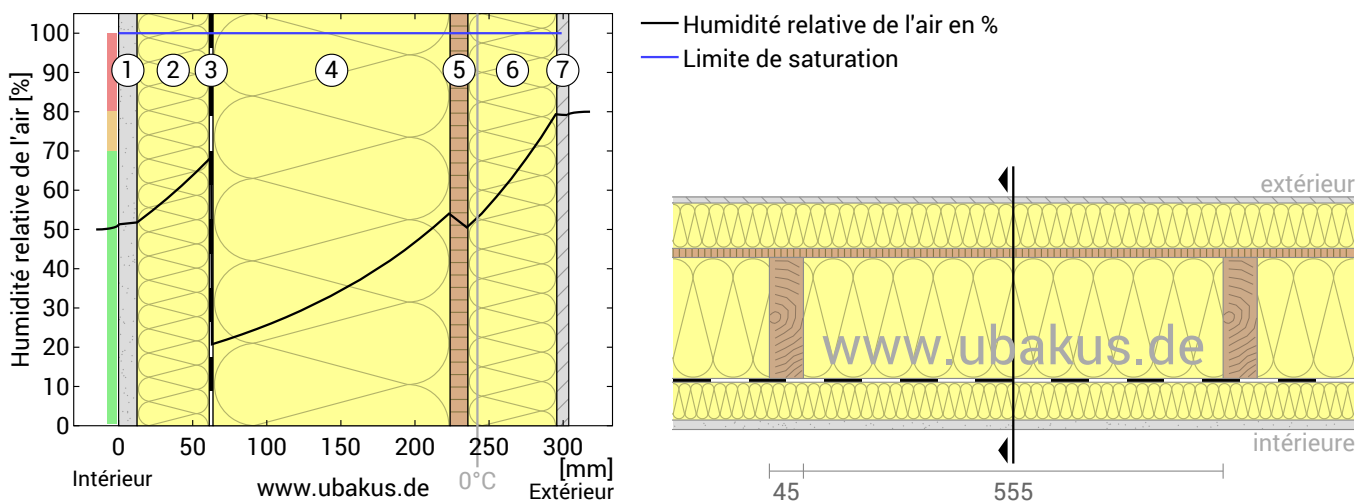 Humidité relative de l'air en %
Limite de saturation
Humidité relative de l'air [%]
100
90
80
70
60
50
40
30
20
10
0
1
2
3
4
5
6
7
0
50
100
150
200
250
300
[mm]
Intérieur
www.ubakus.de
0°C
Extérieur
extérieur
www.ubakus.de
intérieure
45
555